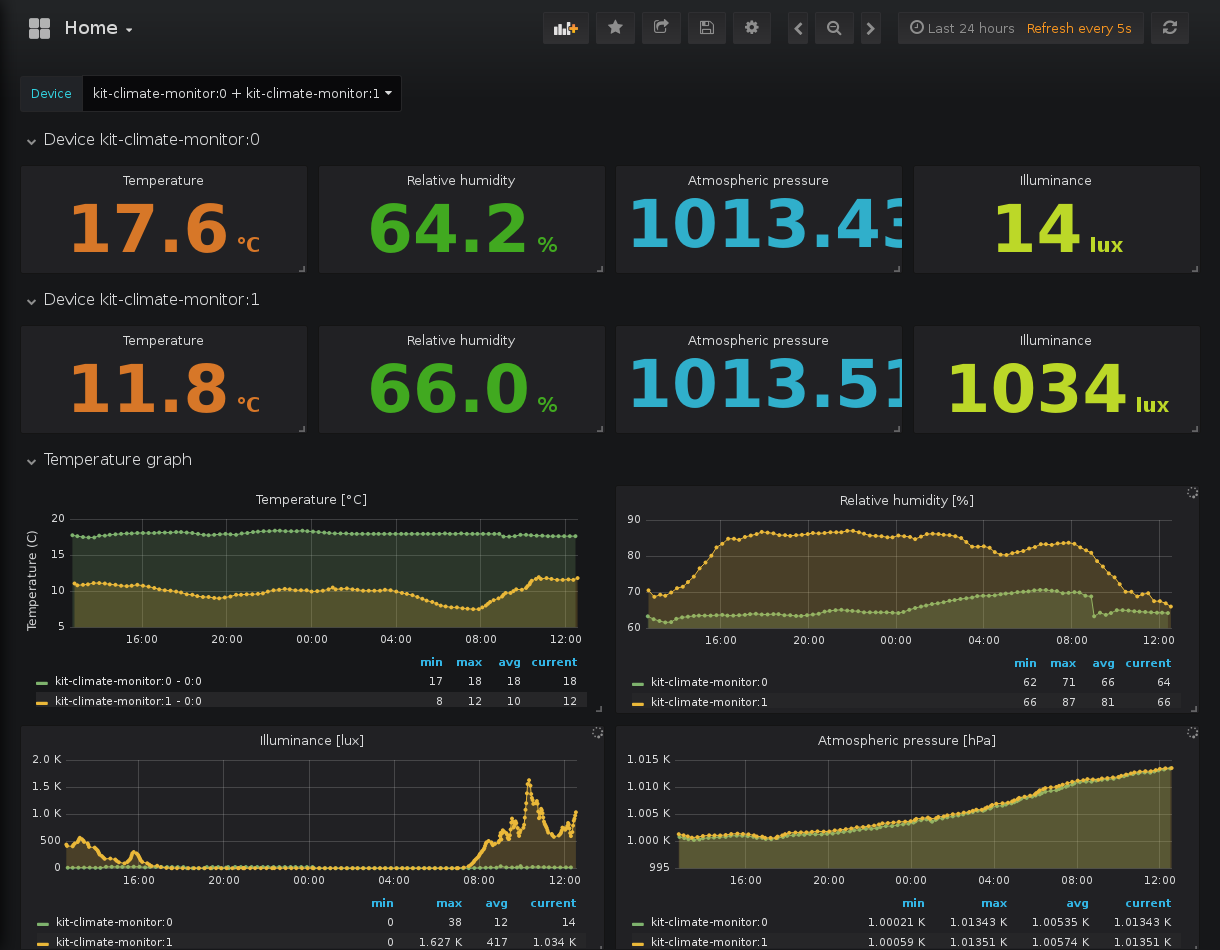 Home
Last 24 hours Refresh every 5s
Device kit-climate-monitor:0 + kit-climate-monitor:1
Device kit-climate-monitor:0
Temperature Relative humidity Atmospheric pressure Illuminance
17.6 °C 64.2 % 1013.43 14 lux
Device kit-climate-monitor:1
Temperature Relative humidity Atmospheric pressure Illuminance
11.8 °C 66.0 % 1013.51 1034 lux
Temperature graph
Temperature [°C]
Temperature (C)
20
15
10
5
16:00 20:00 00:00 04:00 08:00 12:00
min max avg current
kit-climate-monitor:0 - 0:0 17 18 18 18
kit-climate-monitor:1 - 0:0 8 12 10 12
Relative humidity [%]
90
80
70
60
16:00 20:00 00:00 04:00 08:00 12:00
min max avg current
kit-climate-monitor:0 62 71 66 64
kit-climate-monitor:1 66 87 81 66
Illuminance [lux]
2.0 K
1.5 K
1.0 K
500
0
16:00 20:00 00:00 04:00 08:00 12:00
min max avg current
kit-climate-monitor:0 0 38 12 14
kit-climate-monitor:1 0 1.627 K 417 1.034 K
Atmospheric pressure [hPa]
1.015 K
1.010 K
1.005 K
1.000 K
995
16:00 20:00 00:00 04:00 08:00 12:00
min max avg current
kit-climate-monitor:0 1.00021 K 1.01343 K 1.00535 K 1.01343 K
kit-climate-monitor:1 1.00059 K 1.01351 K 1.00574 K 1.01351 K